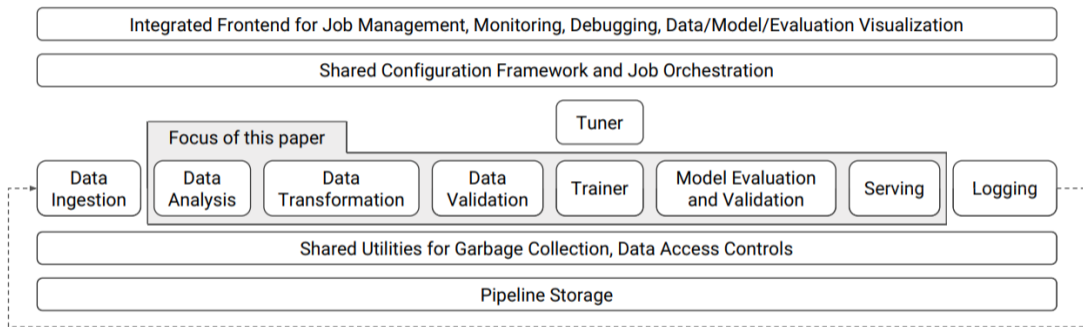 Integrated Frontend for Job Management, Monitoring, Debugging, Data/Model/Evaluation Visualization
Shared Configuration Framework and Job Orchestration
Tuner
Focus of this paper
Data
Ingestion
Data
Analysis
Data
Transformation
Data
Validation
Trainer
Model Evaluation
and Validation
Serving
Logging
Shared Utilities for Garbage Collection, Data Access Controls
Pipeline Storage